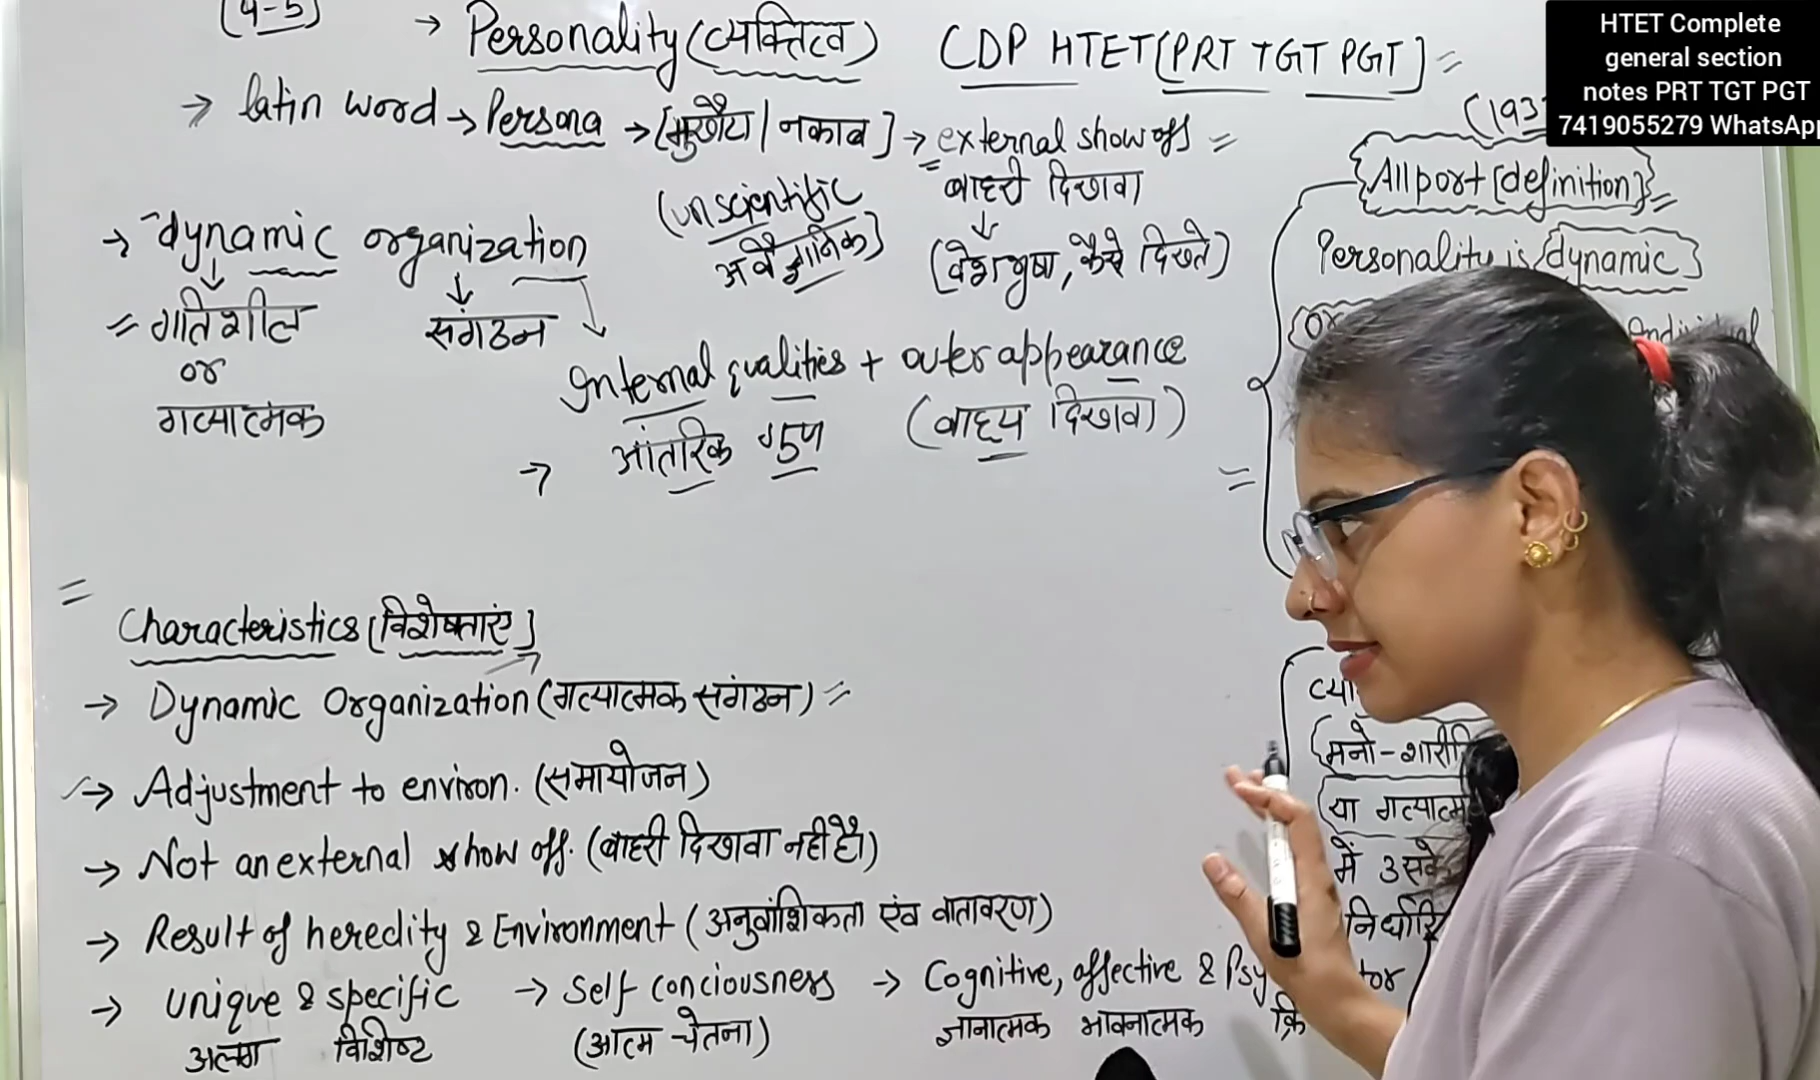 (4-5)
→ Personality (व्यक्तित्व) CDP HTET [PRT TGT PGT] =
→ latin word → Persona → [मुखौटा / नकाब] → external show off =
बाहरी दिखावा
(unscientific
अवैज्ञानिक)
[वेशभूषा, कैसे दिखते)
→ dynamic organization
= गतिशील संगठन
or
गत्यात्मक
Internal qualities + outer appearance
→ आंतरिक गुण (बाह्य दिखावा)
=
Characteristics [विशेषताएं]
→ Dynamic Organization (गत्यात्मक संगठन) =
→ Adjustment to environ. (समायोजन)
→ Not an external show off. (बाहरी दिखावा नही है।)
→ Result of heredity & Environment (अनुवांशिकता एंव वातावरण)
→ unique & specific → Self conciousness → Cognitive, affective & Psy tor
अलग विशिष्ट (आत्म चेतना) ज्ञानात्मक भावनात्मक क्रि
(193
{Allport [definition]} =
Personality is dynamic
Individual
=
मनो-शारीरि
या गत्यात्म
में उसके
निर्धारि
HTET Complete
general section
notes PRT TGT PGT
7419055279 WhatsApp